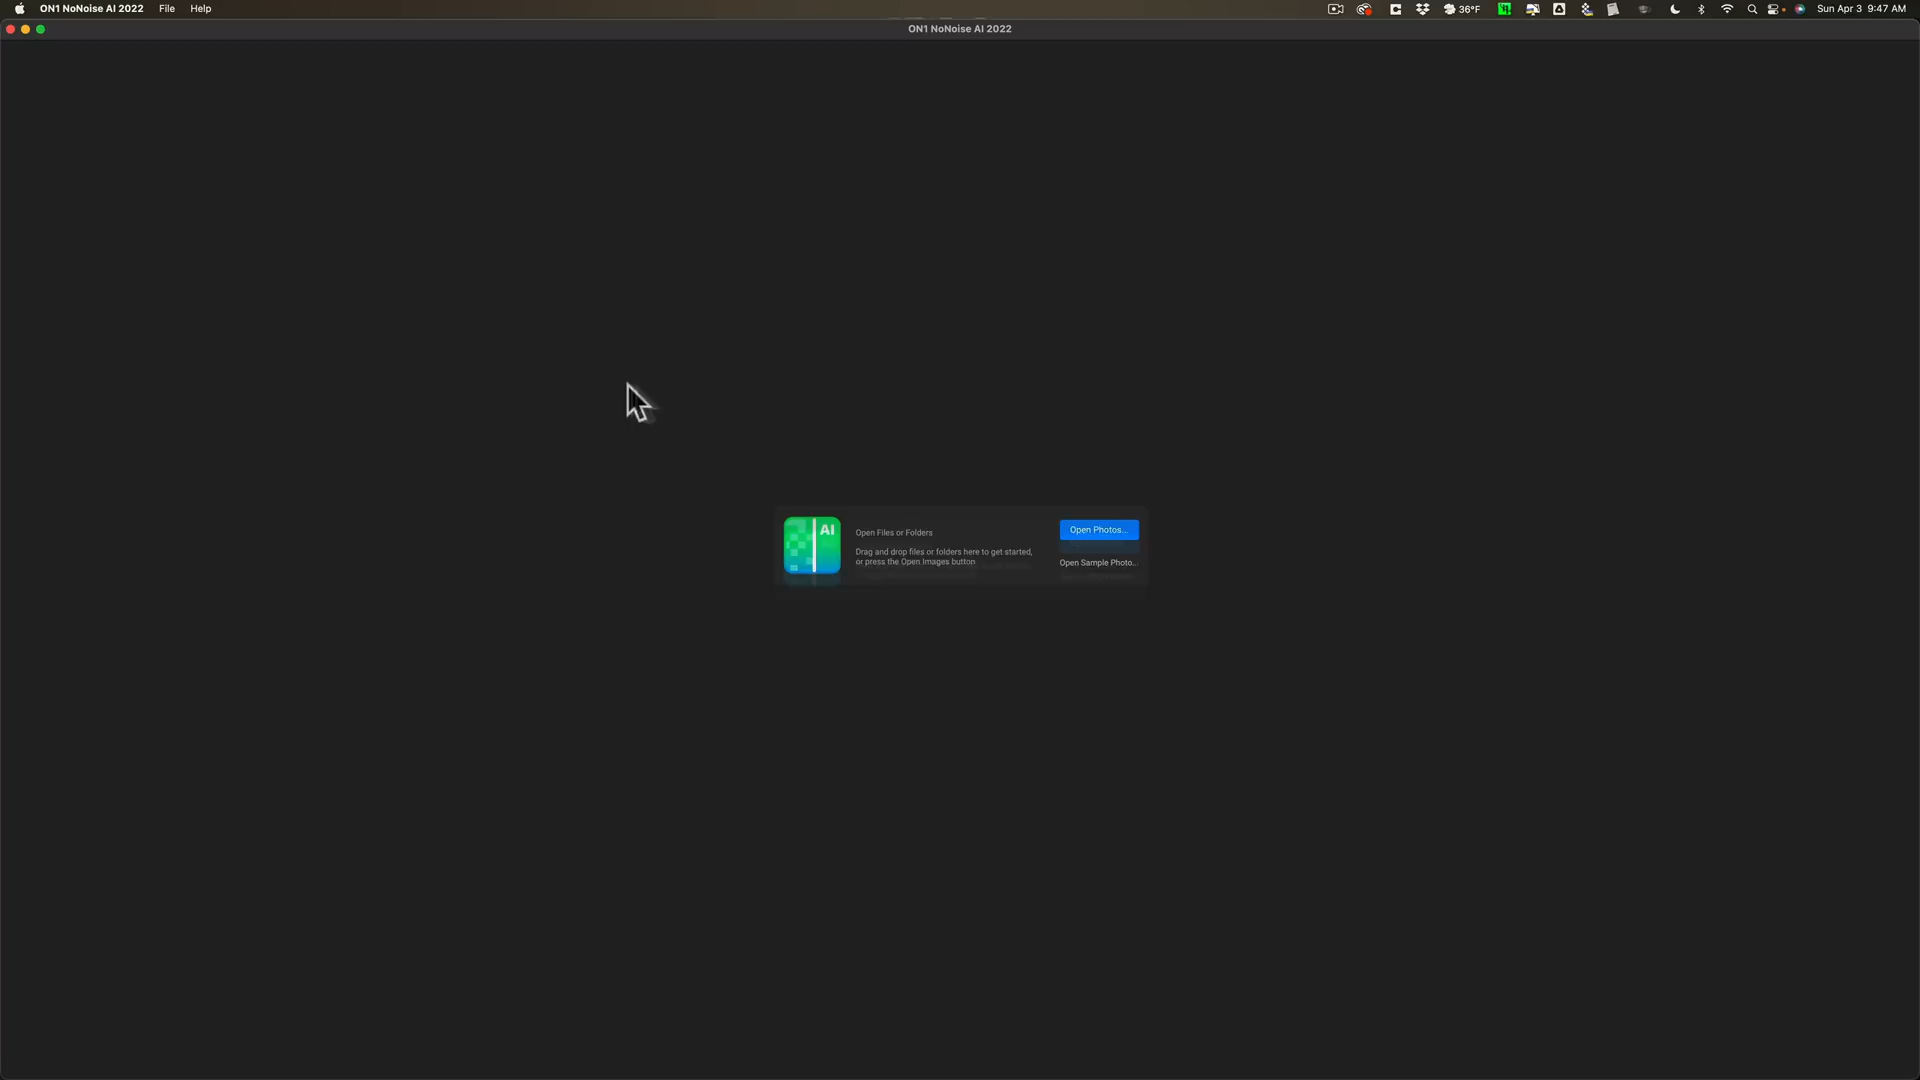 ON1 NoNoise AI 2022 File Help 36°F Sun Apr 3 9:47 AM
ON1 NoNoise AI 2022
AI
Open Files or Folders
Drag and drop files or folders here to get started,
or press the Open Images button
Open Photos...
Open Sample Photo...